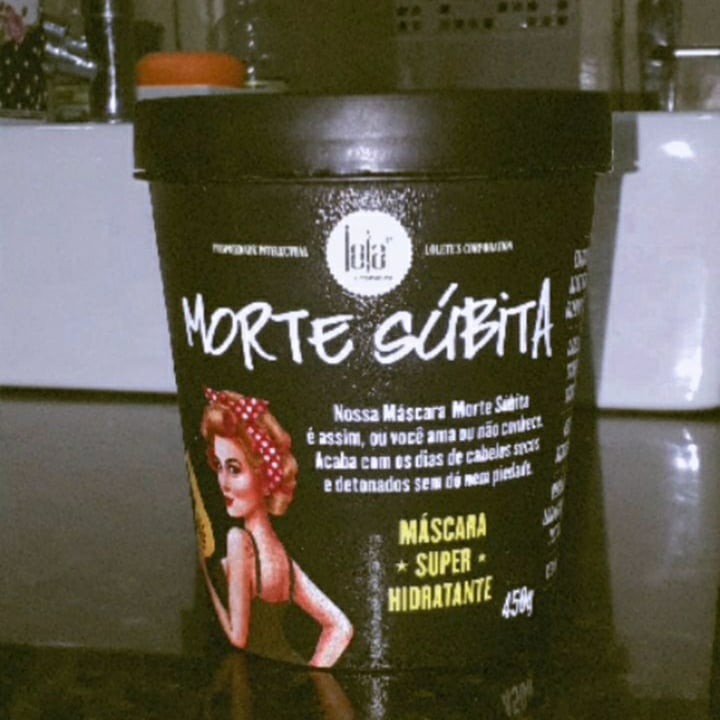 PROPRIEDADE INTELECTUAL
lola
LOLETE'S CORPORATION
MORTE SÚBITA
Nossa Máscara Morte Súbita
é assim, ou você ama ou não conhece.
Acaba com os dias de cabelos secos
e detonados sem dó nem piedade.
MÁSCARA
★ SUPER ★
HIDRATANTE
450g